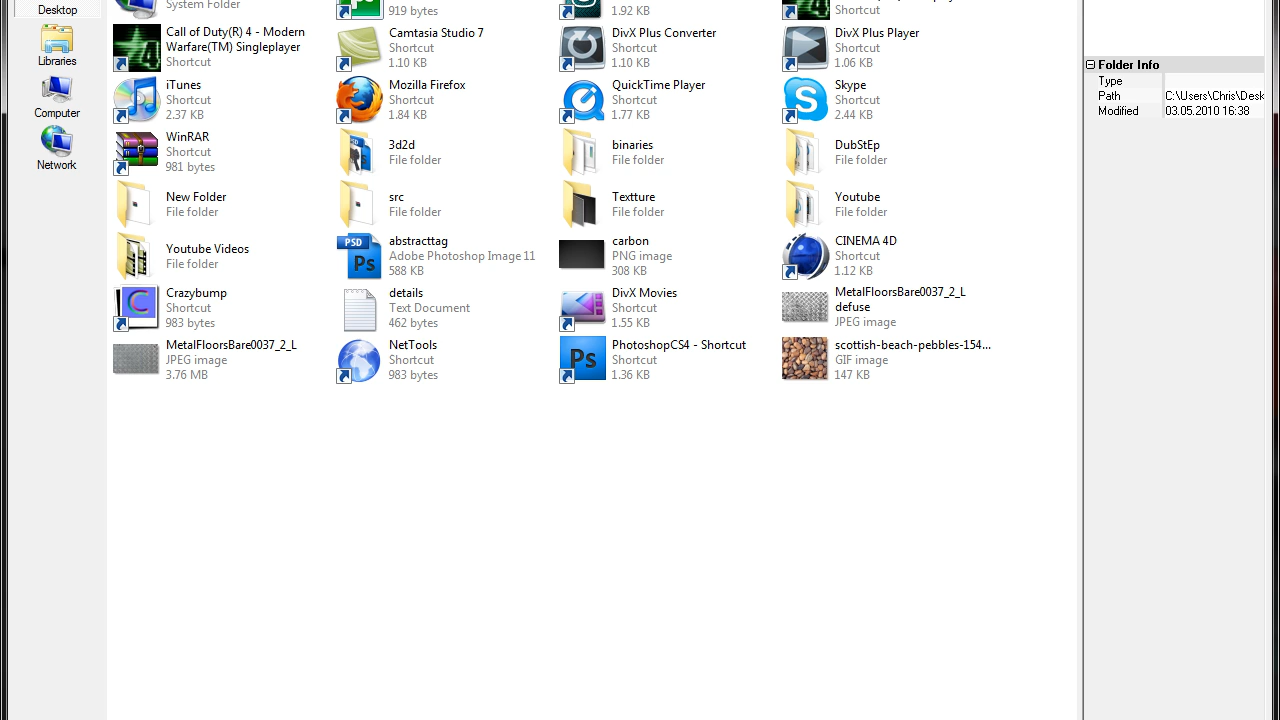 Desktop
System Folder
919 bytes
1.92 KB
Shortcut
Libraries
Computer
Network
Call of Duty(R) 4 - Modern
Warfare(TM) Singleplayer
Shortcut
Camtasia Studio 7
Shortcut
1.10 KB
DivX Plus Converter
Shortcut
1.10 KB
DivX Plus Player
Shortcut
1.06 KB
iTunes
Shortcut
2.37 KB
Mozilla Firefox
Shortcut
1.84 KB
QuickTime Player
Shortcut
1.77 KB
Skype
Shortcut
2.44 KB
WinRAR
Shortcut
981 bytes
3d2d
File folder
binaries
File folder
DubStEp
File folder
New Folder
File folder
src
File folder
Textture
File folder
Youtube
File folder
Youtube Videos
File folder
PSD
Ps
abstracttag
Adobe Photoshop Image 11
588 KB
carbon
PNG image
308 KB
CINEMA 4D
Shortcut
1.12 KB
Crazybump
Shortcut
983 bytes
details
Text Document
462 bytes
DivX Movies
Shortcut
1.55 KB
MetalFloorsBare0037_2_L
defuse
JPEG image
MetalFloorsBare0037_2_L
JPEG image
3.76 MB
NetTools
Shortcut
983 bytes
Ps
PhotoshopCS4 - Shortcut
Shortcut
1.36 KB
scottish-beach-pebbles-154...
GIF image
147 KB
Folder Info
Type
Path C:\Users\Chris\Desk
Modified 03.05.2010 5:26